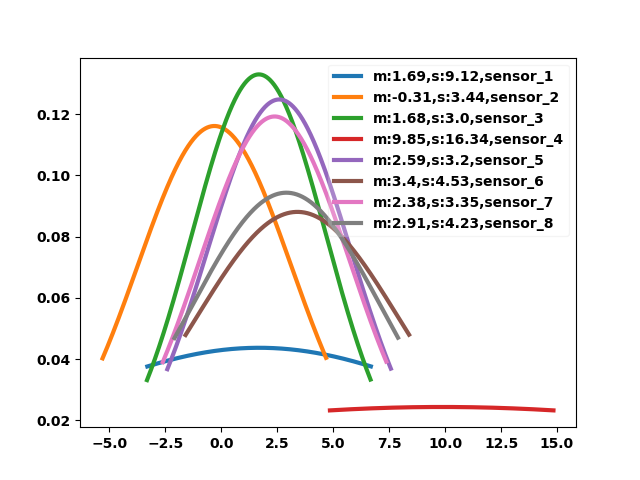 m:1.69,s:9.12,sensor_1
m:-0.31,s:3.44,sensor_2
m:1.68,s:3.0,sensor_3
m:9.85,s:16.34,sensor_4
m:2.59,s:3.2,sensor_5
m:3.4,s:4.53,sensor_6
m:2.38,s:3.35,sensor_7
m:2.91,s:4.23,sensor_8
0.12
0.10
0.08
0.06
0.04
0.02
−5.0 −2.5 0.0 2.5 5.0 7.5 10.0 12.5 15.0